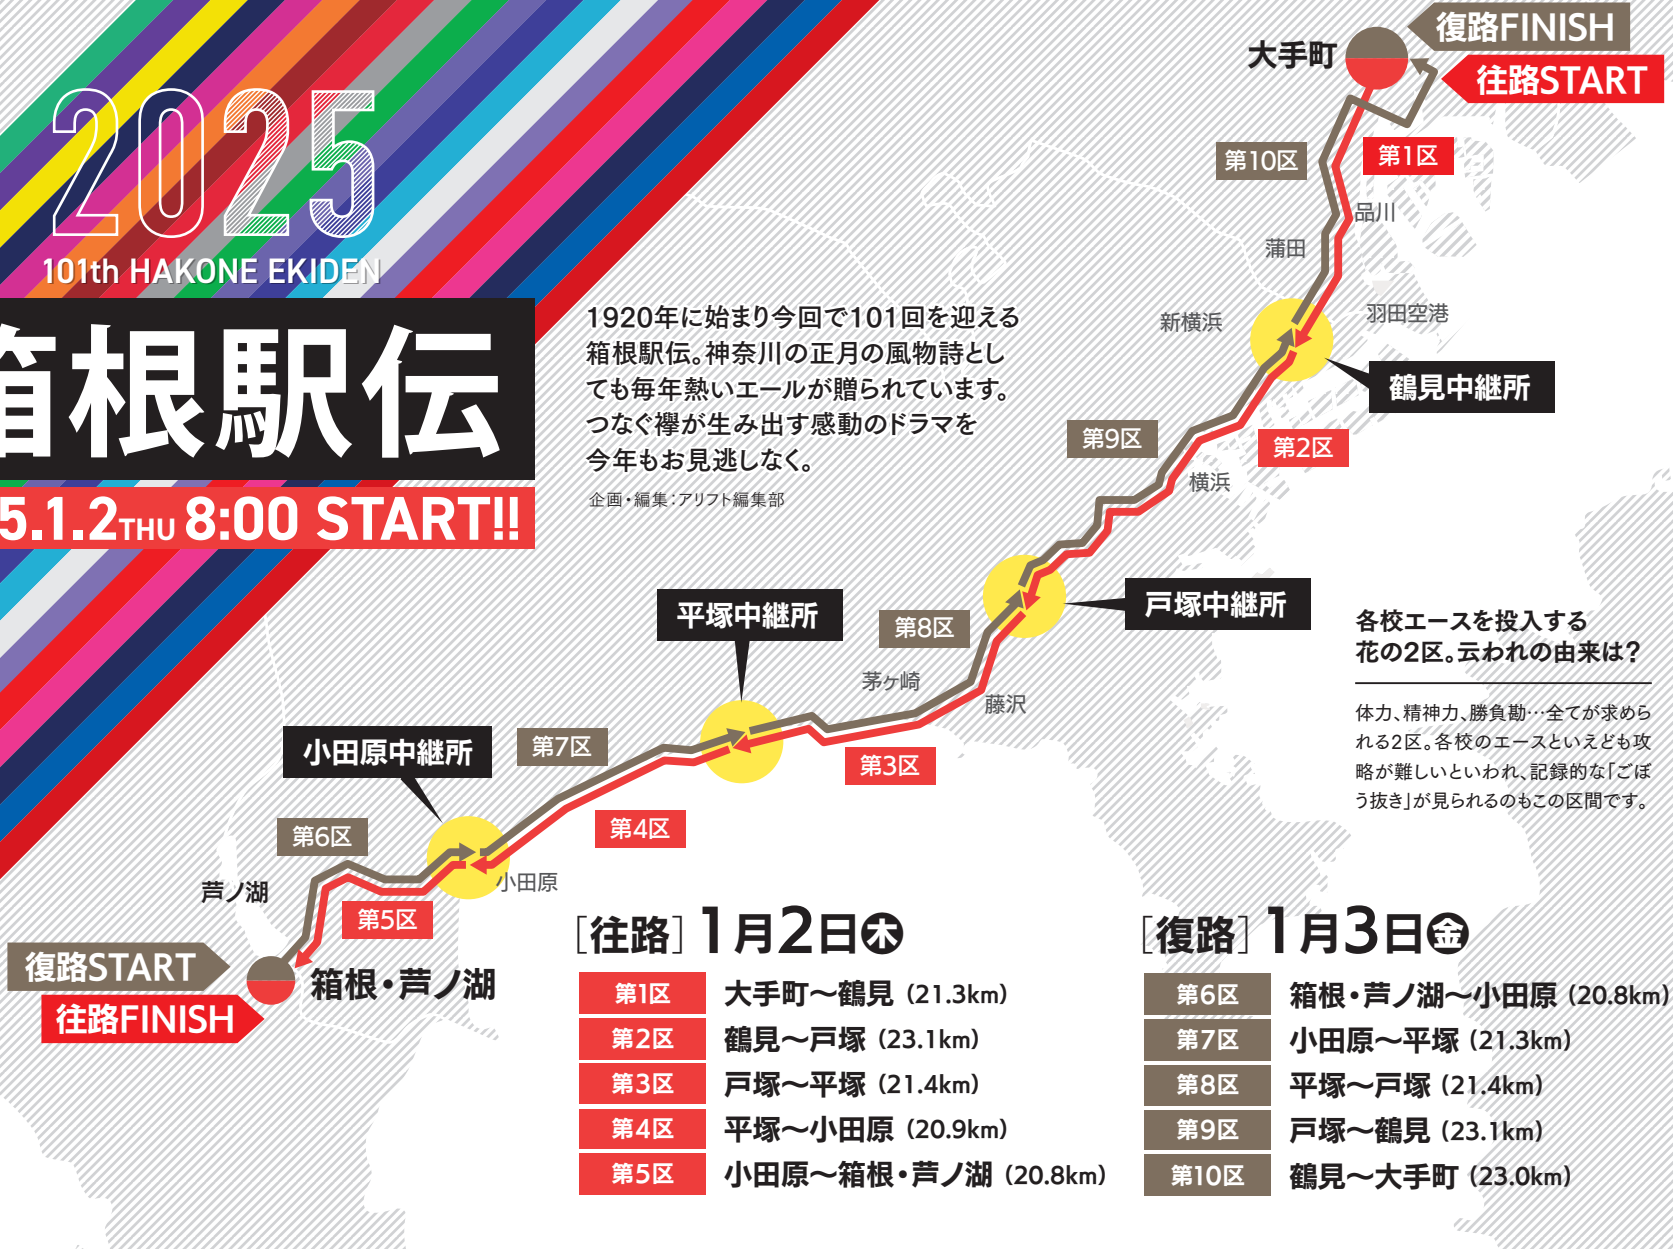 2025
101th HAKONE EKIDEN
箱根駅伝
5.1.2THU 8:00 START!!
1920年に始まり今回で101回を迎える
箱根駅伝。神奈川の正月の風物詩とし
ても毎年熱いエールが贈られています。
つなぐ襷が生み出す感動のドラマを
今年もお見逃しなく。
企画・編集：アリフト編集部
復路FINISH
大手町
往路START
第10区
第1区
品川
蒲田
新横浜
羽田空港
鶴見中継所
第9区
第2区
横浜
戸塚中継所
平塚中継所
第8区
茅ヶ崎
藤沢
第3区
小田原中継所
第7区
第4区
第6区
小田原
芦ノ湖
第5区
復路START
箱根・芦ノ湖
往路FINISH
各校エースを投入する
花の2区。云われの由来は？
体力、精神力、勝負勘…全てが求めら
れる2区。各校のエースといえども攻
略が難しいといわれ、記録的な「ごぼ
う抜き」が見られるのもこの区間です。
［往路］1月2日木
第1区 大手町〜鶴見（21.3km）
第2区 鶴見〜戸塚（23.1km）
第3区 戸塚〜平塚（21.4km）
第4区 平塚〜小田原（20.9km）
第5区 小田原〜箱根・芦ノ湖（20.8km）
［復路］1月3日金
第6区 箱根・芦ノ湖〜小田原（20.8km）
第7区 小田原〜平塚（21.3km）
第8区 平塚〜戸塚（21.4km）
第9区 戸塚〜鶴見（23.1km）
第10区 鶴見〜大手町（23.0km）